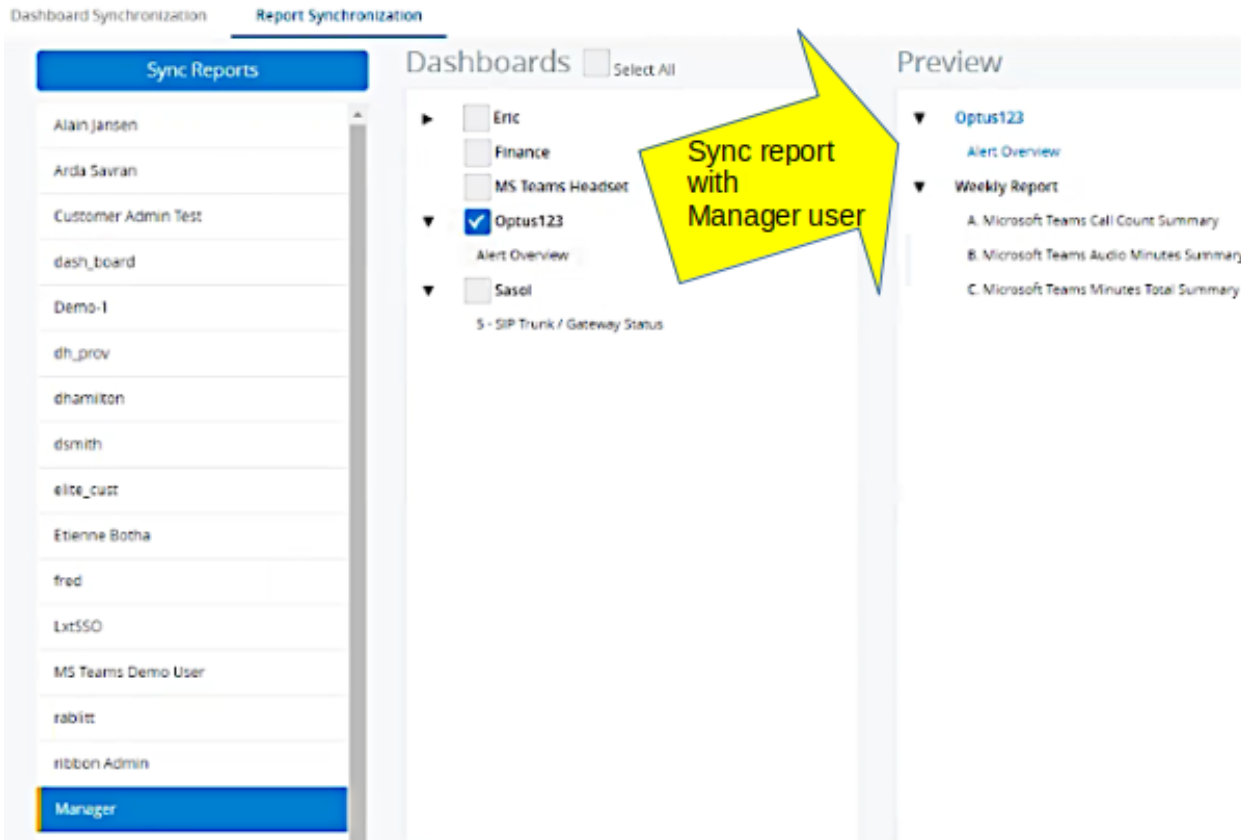 Dashboard Synchronization
Report Synchronization
Sync Reports
Alain Jansen
Arda Savran
Customer Admin Test
dash_board
Demo-1
dh_prov
dhamilton
dsmith
elite_cust
Etienne Botha
fred
LxtSSO
MS Teams Demo User
rablitt
ribbon Admin
Manager
Dashboards
Select All
Eric
Finance
MS Teams Headset
Optus123
Alert Overview
Sasol
5 - SIP Trunk / Gateway Status
Sync report
with
Manager user
Preview
Optus123
Alert Overview
Weekly Report
A. Microsoft Teams Call Count Summary
B. Microsoft Teams Audio Minutes Summary
C. Microsoft Teams Minutes Total Summary